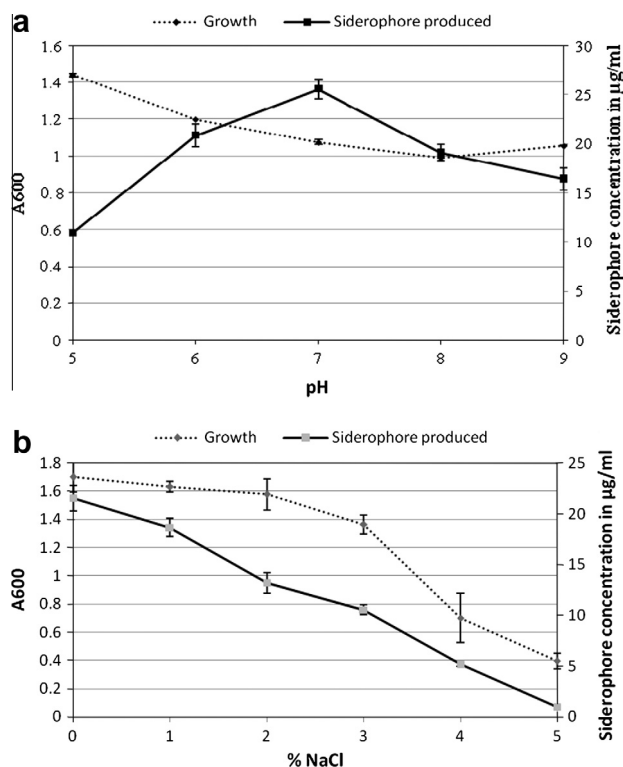 a
Growth Siderophore produced
1.6
1.4
1.2
1
0.8
0.6
0.4
0.2
0
A600
30
25
20
15
10
5
0
Siderophore concentration in µg/ml
5 6 7 8 9
pH
b
Growth Siderophore produced
1.8
1.6
1.4
1.2
1
0.8
0.6
0.4
0.2
0
A600
25
20
15
10
5
0
Siderophore concentration in µg/ml
0 1 2 3 4 5
% NaCl